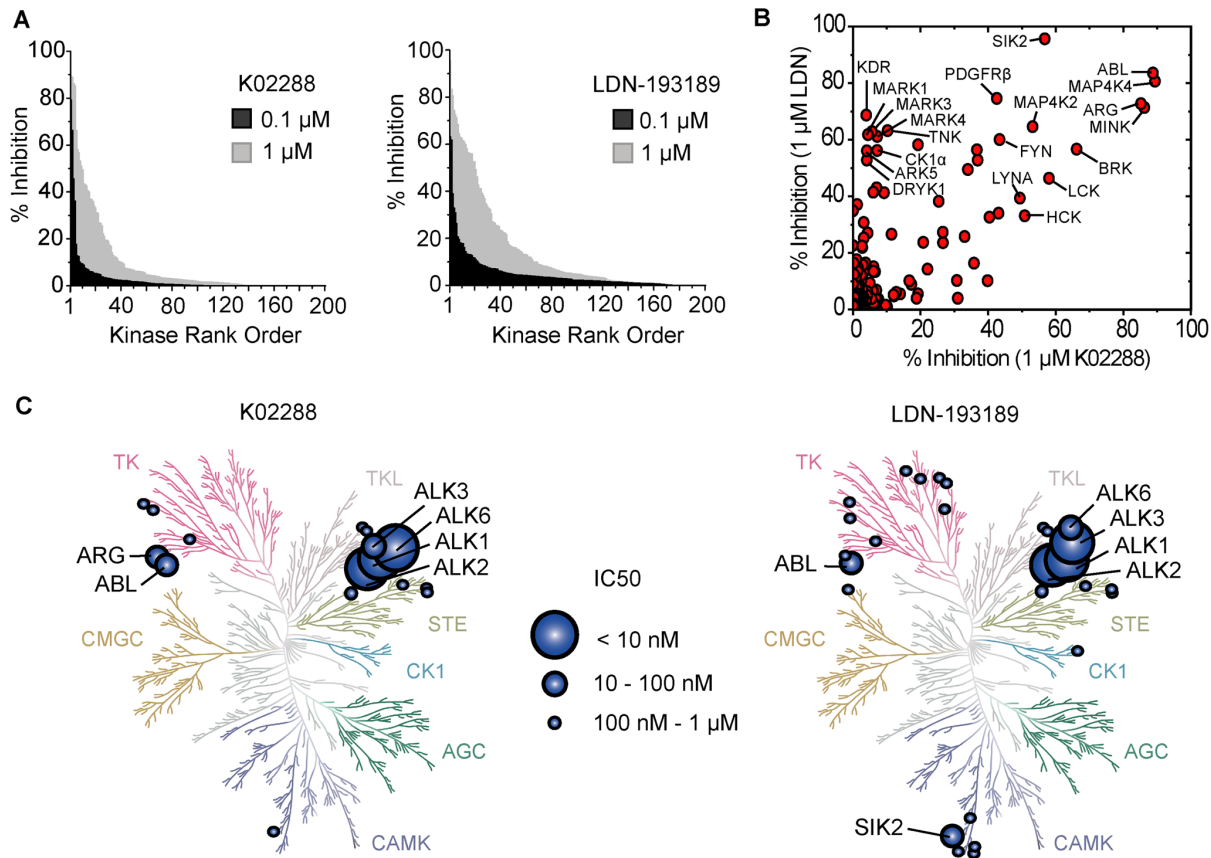 A
K02288
0.1 µM
1 µM
% Inhibition
100
80
60
40
20
0
1 40 80 120 160 200
Kinase Rank Order
LDN-193189
0.1 µM
1 µM
% Inhibition
100
80
60
40
20
0
1 40 80 120 160 200
Kinase Rank Order
B
% Inhibition (1 µM LDN)
100
80
60
40
20
0
SIK2
KDR
PDGFRβ
ABL
MAP4K4
MARK1
MARK3
MARK4
MAP4K2
ARG
MINK
TNK
FYN
BRK
CK1α
ARK5
LYNA
LCK
DRYK1
HCK
0 20 40 60 80 100
% Inhibition (1 µM K02288)
C
K02288
TK
TKL
ALK3
ALK6
ALK1
ALK2
ARG
ABL
CMGC
STE
CK1
AGC
CAMK
IC50
< 10 nM
10 - 100 nM
100 nM - 1 µM
LDN-193189
TK
TKL
ALK6
ALK3
ALK1
ALK2
ABL
CMGC
STE
CK1
AGC
SIK2
CAMK